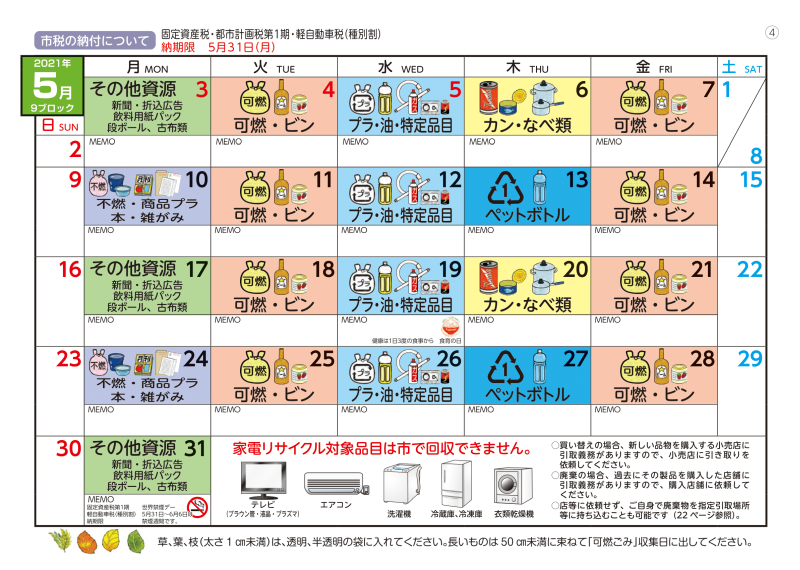 市税の納付について
固定資産税・都市計画税第1期・軽自動車税(種別割)
納期限 5月31日(月)
④
2021年
5月
9ブロック
日 SUN
月 MON
火 TUE
水 WED
木 THU
金 FRI
土 SAT
その他資源 3
新聞・折込広告
飲料用紙パック
段ボール、古布類
可燃
4
可燃・ビン
プラ
5
プラ・油・特定品目
6
カン・なべ類
可燃
7
可燃・ビン
1
2
MEMO
MEMO
MEMO
MEMO
MEMO
8
9
不燃
10
不燃・商品プラ
本・雑がみ
可燃
11
可燃・ビン
プラ
12
プラ・油・特定品目
1
13
ペットボトル
可燃
14
可燃・ビン
15
MEMO
MEMO
MEMO
MEMO
MEMO
16
その他資源 17
新聞・折込広告
飲料用紙パック
段ボール、古布類
可燃
18
可燃・ビン
プラ
19
プラ・油・特定品目
20
カン・なべ類
可燃
21
可燃・ビン
22
MEMO
MEMO
MEMO
健康は1日3度の食事から 食育の日
MEMO
MEMO
23
不燃
24
不燃・商品プラ
本・雑がみ
可燃
25
可燃・ビン
プラ
26
プラ・油・特定品目
1
27
ペットボトル
可燃
28
可燃・ビン
29
MEMO
MEMO
MEMO
MEMO
MEMO
30
その他資源 31
新聞・折込広告
飲料用紙パック
段ボール、古布類
MEMO
固定資産税第1期
軽自動車税(種別割)
納期限
世界禁煙デー
5月31日〜6月6日
禁煙週間です。
家電リサイクル対象品目は市で回収できません。
テレビ
(ブラウン管・液晶・プラズマ)
エアコン
洗濯機
冷蔵庫、冷凍庫
衣類乾燥機
○買い替えの場合、新しい品物を購入する小売店に
引取義務がありますので、小売店に引き取りを
依頼してください。
○廃棄の場合、過去にその製品を購入した店舗に
引取義務がありますので、購入店舗に依頼して
ください。
○店等に依頼せず、ご自身で廃棄物を指定引取場所
等に持ち込むことも可能です(22ページ参照)。
草、葉、枝(太さ1cm未満)は、透明、半透明の袋に入れてください。長いものは50cm未満に束ねて「可燃ごみ」収集日に出してください。